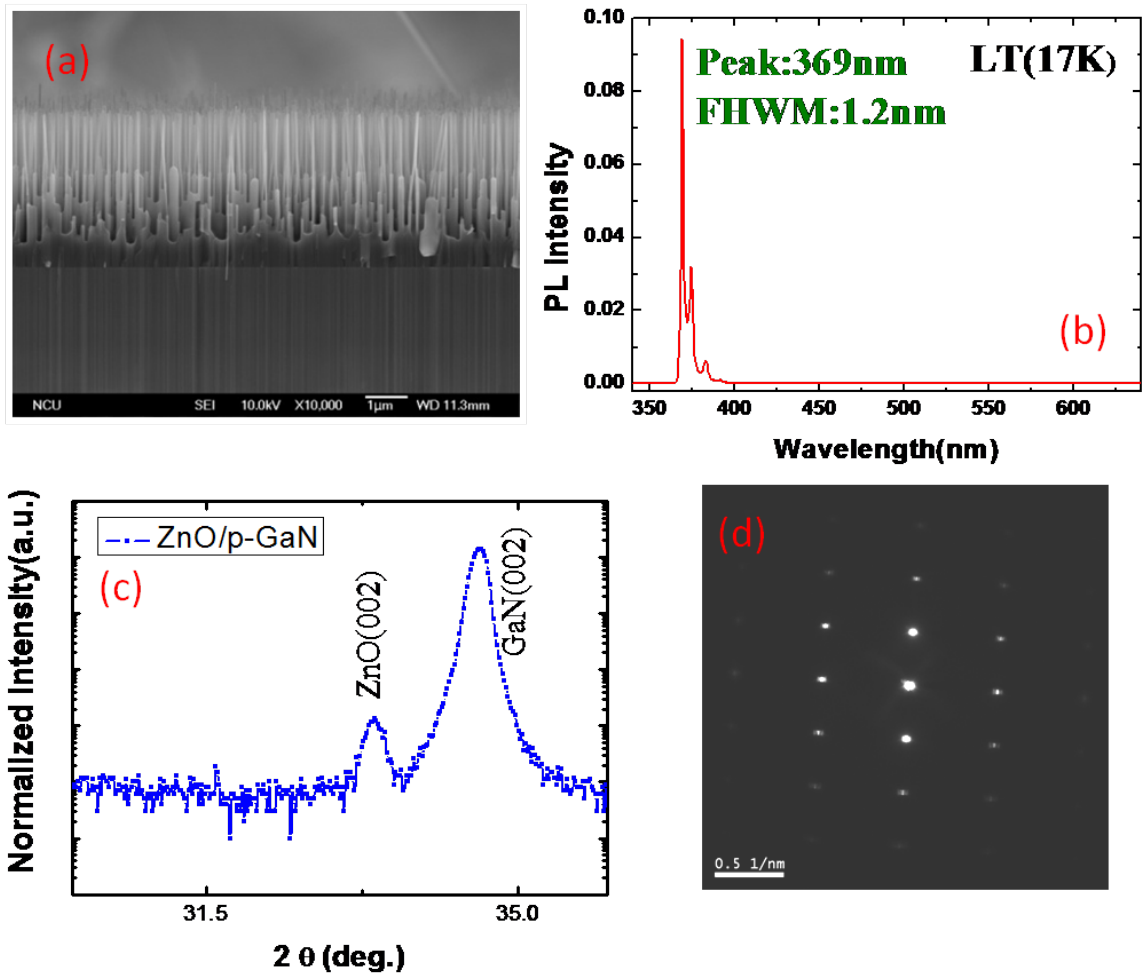 (a)
NCU SEI 10.0kV X10,000 1μm WD 11.3mm
0.10
0.08
0.06
0.04
0.02
0.00
PL Intensity
Peak:369nm
FHWM:1.2nm
LT(17K)
(b)
350 400 450 500 550 600
Wavelength(nm)
Normalized Intensity(a.u.)
ZnO/p-GaN
(c)
ZnO(002)
GaN(002)
31.5 35.0
2 θ (deg.)
(d)
0.5 1/nm